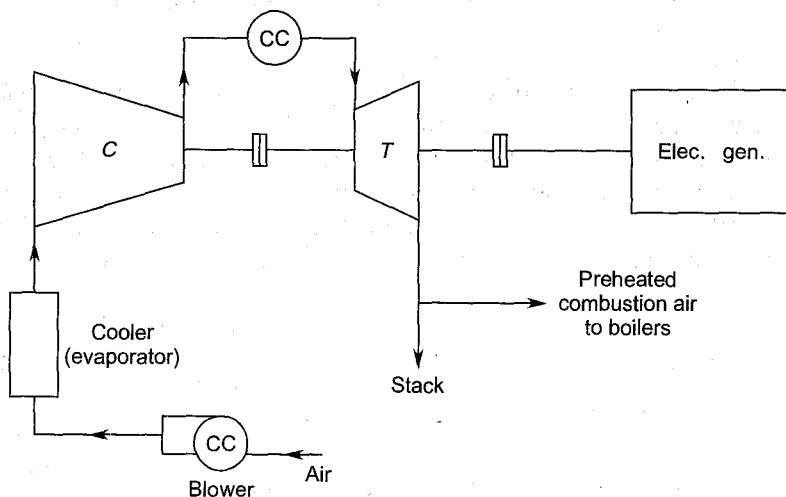 CC
C
T
Elec. gen.
Preheated
combustion air
to boilers
Cooler
(evaporator)
Stack
CC
Air
Blower